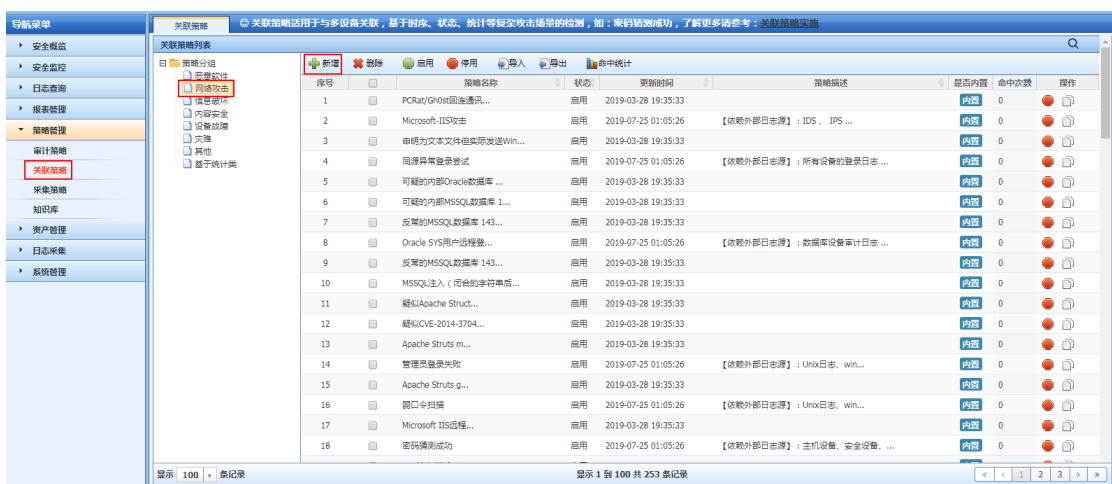 导航菜单
安全概览
安全监控
日志查询
报表管理
策略管理
审计策略
关联策略
采集策略
知识库
资产管理
日志采集
系统管理
关联策略 关联策略适用于与多设备关联，基于时序、状态、统计等复杂攻击场景的检测，如：密码猜测成功，了解更多请参考：关联策略实施
关联策略列表
策略分组
恶意软件
网络攻击
信息破坏
内容安全
设备故障
灾难
其他
基于统计类
新增 删除 启用 停用 导入 导出 命中统计
序号 策略名称 状态 更新时间 策略描述 是否内置 命中次数 操作
1 PCRat/Gh0st回连通讯... 启用 2019-03-28 19:35:33 内置 0
2 Microsoft-IIS攻击 启用 2019-07-25 01:05:26 【依赖外部日志源】：IDS 、 IPS ... 内置 0
3 申明为文本文件但实际发送Win... 启用 2019-03-28 19:35:33 内置 0
4 同源异常登录尝试 启用 2019-07-25 01:05:26 【依赖外部日志源】：所有设备的登录日志 ... 内置 0
5 可疑的内部Oracle数据库 ... 启用 2019-03-28 19:35:33 内置 0
6 可疑的内部MSSQL数据库 1... 启用 2019-03-28 19:35:33 内置 0
7 反常的MSSQL数据库 143... 启用 2019-03-28 19:35:33 内置 0
8 Oracle SYS用户远程登... 启用 2019-07-25 01:05:26 【依赖外部日志源】：数据库设备审计日志 ... 内置 0
9 反常的MSSQL数据库 143... 启用 2019-03-28 19:35:33 内置 0
10 MSSQL注入（闭合的字符串后... 启用 2019-03-28 19:35:33 内置 0
11 疑似Apache Struct... 启用 2019-03-28 19:35:33 内置 0
12 疑似CVE-2014-3704... 启用 2019-03-28 19:35:33 内置 0
13 Apache Struts m... 启用 2019-03-28 19:35:33 内置 0
14 管理员登录失败 启用 2019-07-25 01:05:26 【依赖外部日志源】：Unix日志、win... 内置 0
15 Apache Struts g... 启用 2019-03-28 19:35:33 内置 0
16 弱口令扫描 启用 2019-07-25 01:05:26 【依赖外部日志源】：Unix日志、win... 内置 0
17 Microsoft IIS远程... 启用 2019-03-28 19:35:33 内置 0
18 密码猜测成功 启用 2019-07-25 01:05:26 【依赖外部日志源】：主机设备、安全设备、... 内置 0
显示 100 条记录 显示 1 到 100 共 253 条记录 « ‹ 1 2 3 › »